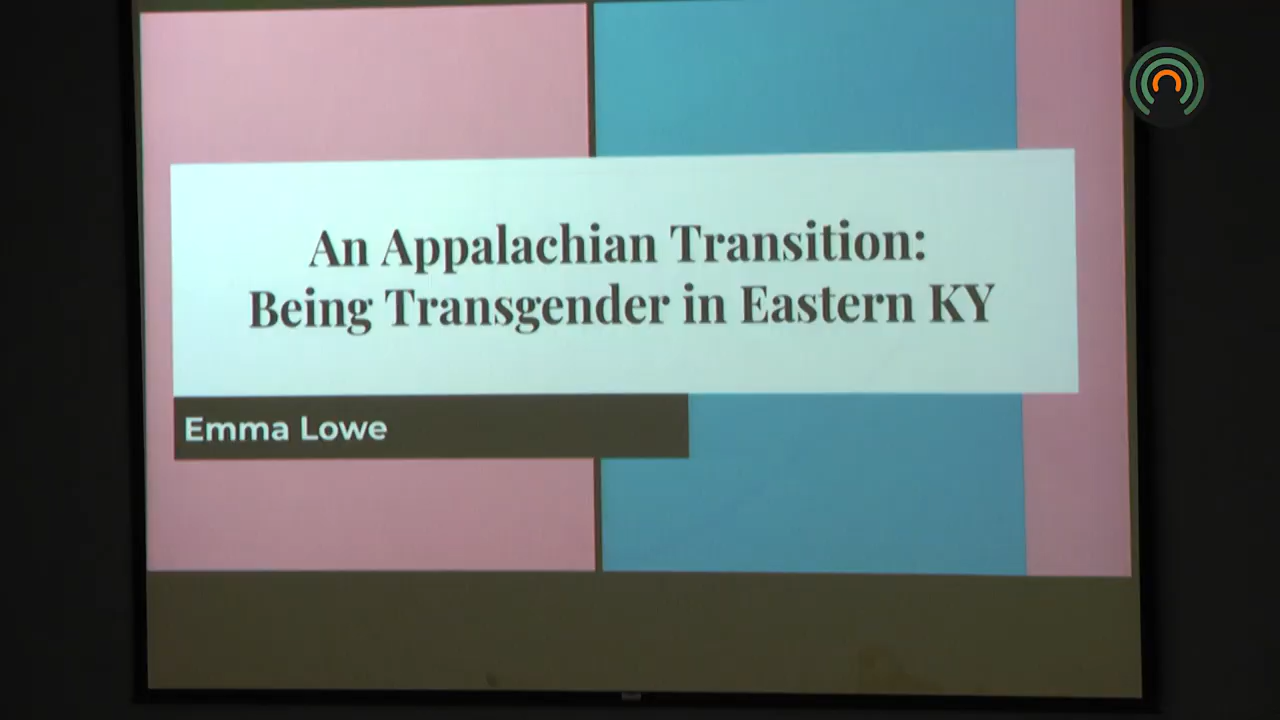 An Appalachian Transition:
Being Transgender in Eastern KY
Emma Lowe